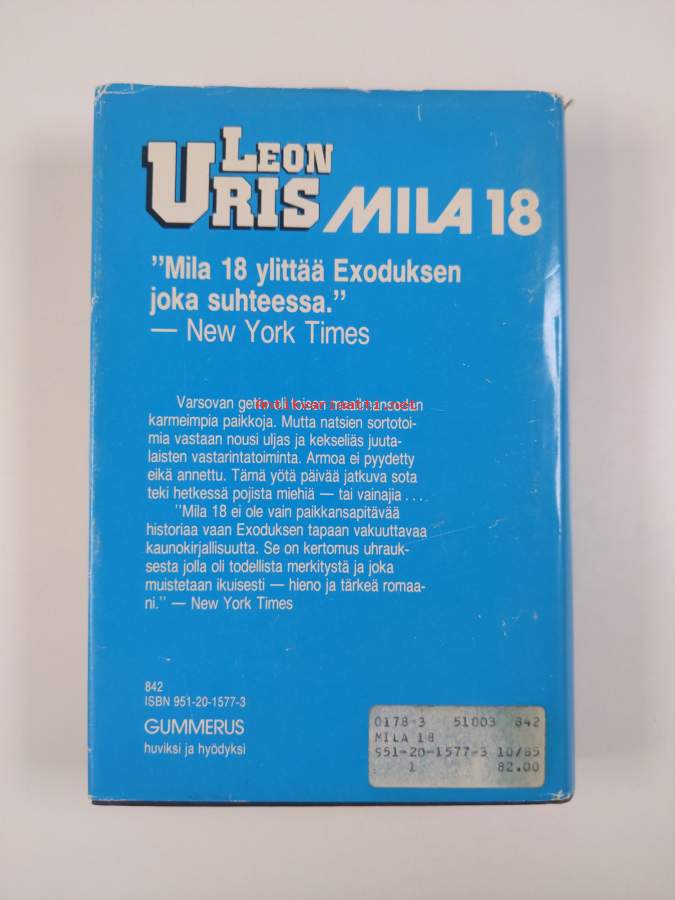 LEON
URIS MILA 18
"Mila 18 ylittää Exoduksen
joka suhteessa."
— New York Times
Varsovan geton oli toisen maailmansodan
karmeimpia paikkoja. Mutta natsien sortotoi-
mia vastaan nousi uljas ja kekseliäs juuta-
laisten vastarintatoiminta. Armoa ei pyydetty
eikä annettu. Tämä yötä päivää jatkuva sota
teki hetkessä pojista miehiä — tai vainajia . . .
"Mila 18 ei ole vain paikkansapitävää
historiaa vaan Exoduksen tapaan vakuuttavaa
kaunokirjallisuutta. Se on kertomus uhrauk-
sesta jolla oli todellista merkitystä ja joka
muistetaan ikuisesti — hieno ja tärkeä romaa-
ni." — New York Times
842
ISBN 951-20-1577-3
GUMMERUS
huviksi ja hyödyksi
0178-3 51003 842
MILA 18
951-20-1577-3 10/85
1 82.00